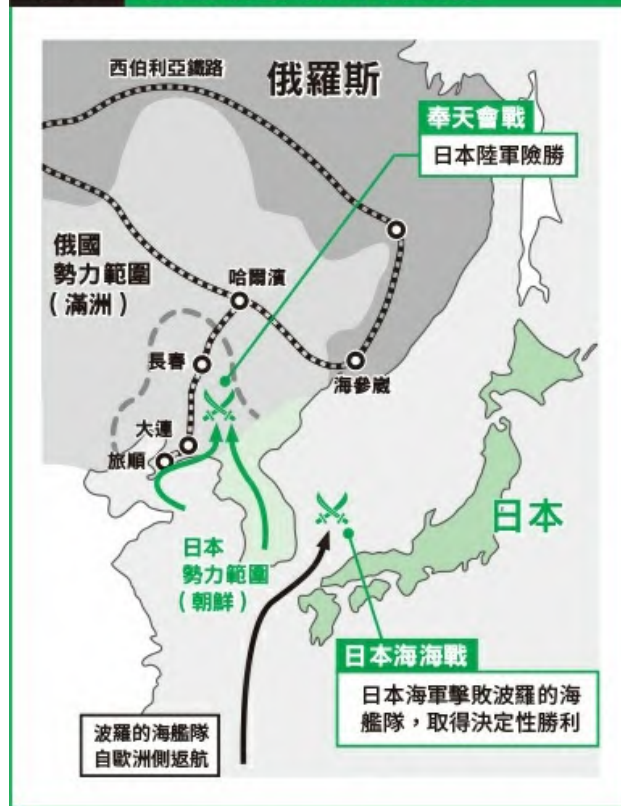 西伯利亞鐵路
俄羅斯
奉天會戰
日本陸軍險勝
俄國
勢力範圍
（滿洲）
哈爾濱
長春
海參崴
大連
旅順
日本
日本
勢力範圍
（朝鮮）
日本海海戰
日本海軍擊敗波羅的海
艦隊，取得決定性勝利
波羅的海艦隊
自歐洲側返航